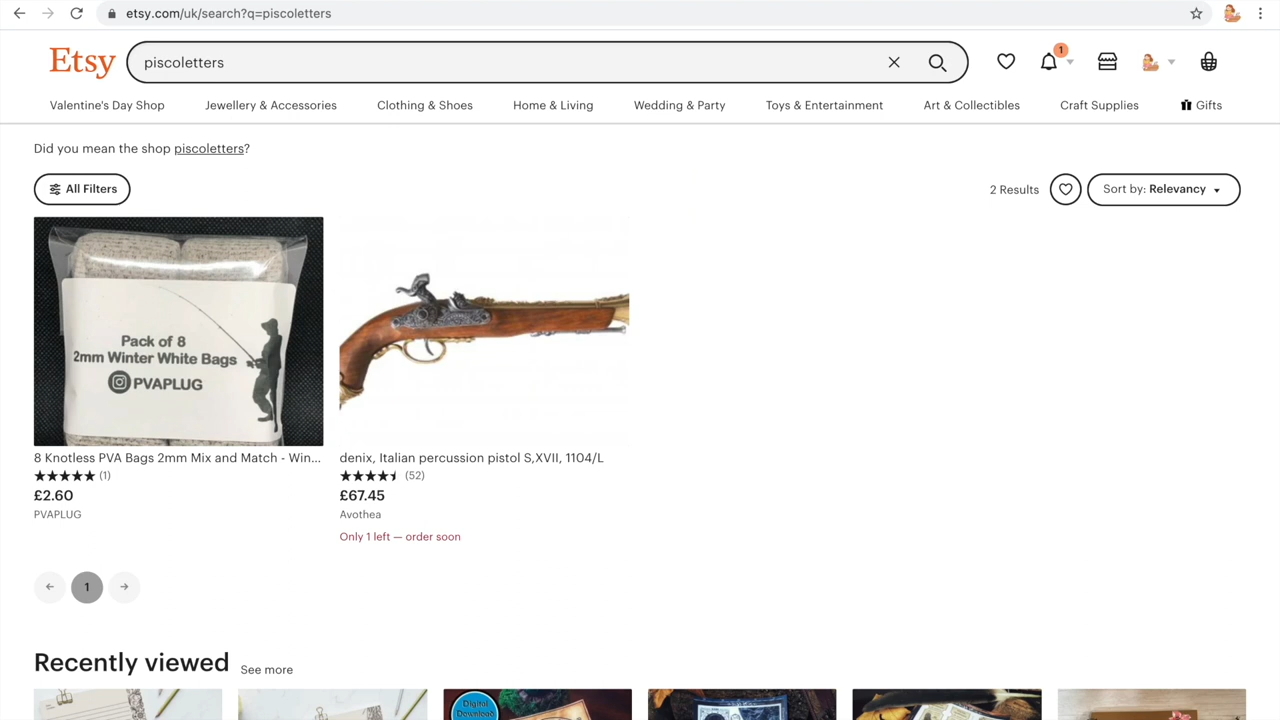 etsy.com/uk/search?q=piscoletters
Etsy
piscoletters
1
Valentine's Day Shop
Jewellery & Accessories
Clothing & Shoes
Home & Living
Wedding & Party
Toys & Entertainment
Art & Collectibles
Craft Supplies
Gifts
Did you mean the shop piscoletters?
All Filters
2 Results
Sort by: Relevancy
Pack of 8
2mm Winter White Bags
PVAPLUG
8 Knotless PVA Bags 2mm Mix and Match - Win...
(1)
£2.60
PVAPLUG
denix, Italian percussion pistol S,XVII, 1104/L
(52)
£67.45
Avothea
Only 1 left — order soon
1
Recently viewed
See more
Digital
Download